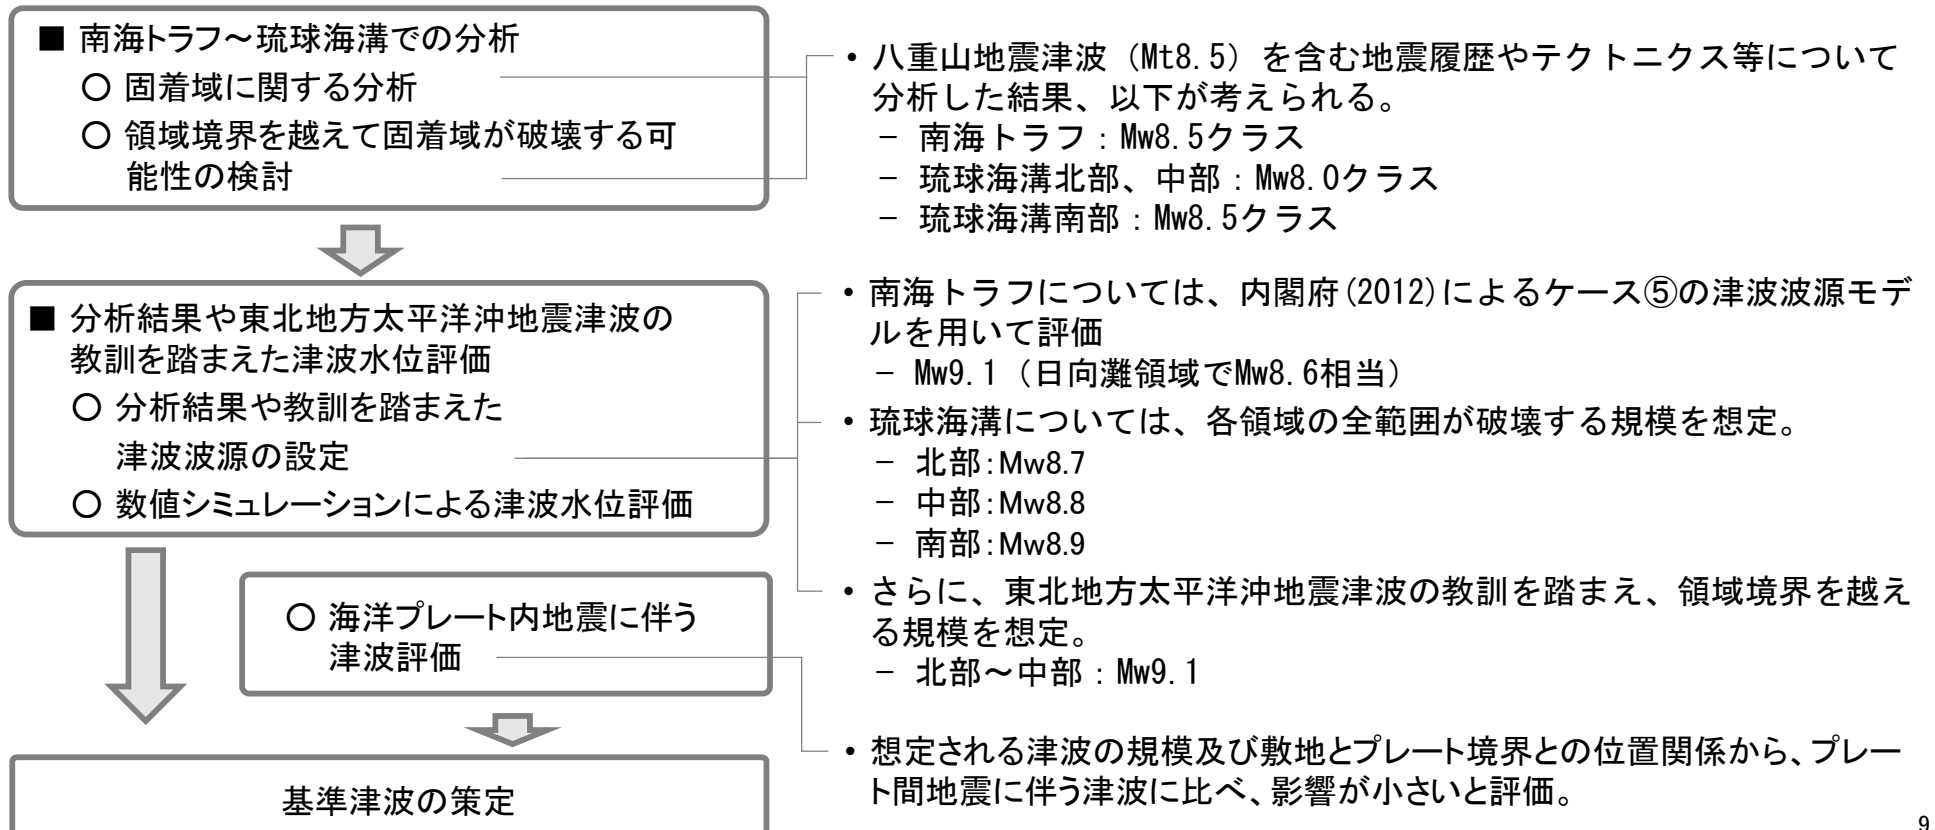 ■ 南海トラフ～琉球海溝での分析
○ 固着域に関する分析
○ 領域境界を越えて固着域が破壊する可
能性の検討
・八重山地震津波（Mt8.5）を含む地震履歴やテクトニクス等について
分析した結果、以下が考えられる。
－ 南海トラフ：Mw8.5クラス
－ 琉球海溝北部、中部：Mw8.0クラス
－ 琉球海溝南部：Mw8.5クラス
■ 分析結果や東北地方太平洋沖地震津波の
教訓を踏まえた津波水位評価
○ 分析結果や教訓を踏まえた
津波波源の設定
○ 数値シミュレーションによる津波水位評価
・南海トラフについては、内閣府(2012)によるケース⑤の津波波源モデ
ルを用いて評価
－ Mw9.1（日向灘領域でMw8.6相当）
・琉球海溝については、各領域の全範囲が破壊する規模を想定。
－ 北部:Mw8.7
－ 中部:Mw8.8
－ 南部:Mw8.9
・さらに、東北地方太平洋沖地震津波の教訓を踏まえ、領域境界を越え
る規模を想定。
－ 北部～中部：Mw9.1
○ 海洋プレート内地震に伴う
津波評価
・想定される津波の規模及び敷地とプレート境界との位置関係から、プレー
ト間地震に伴う津波に比べ、影響が小さいと評価。
基準津波の策定
9